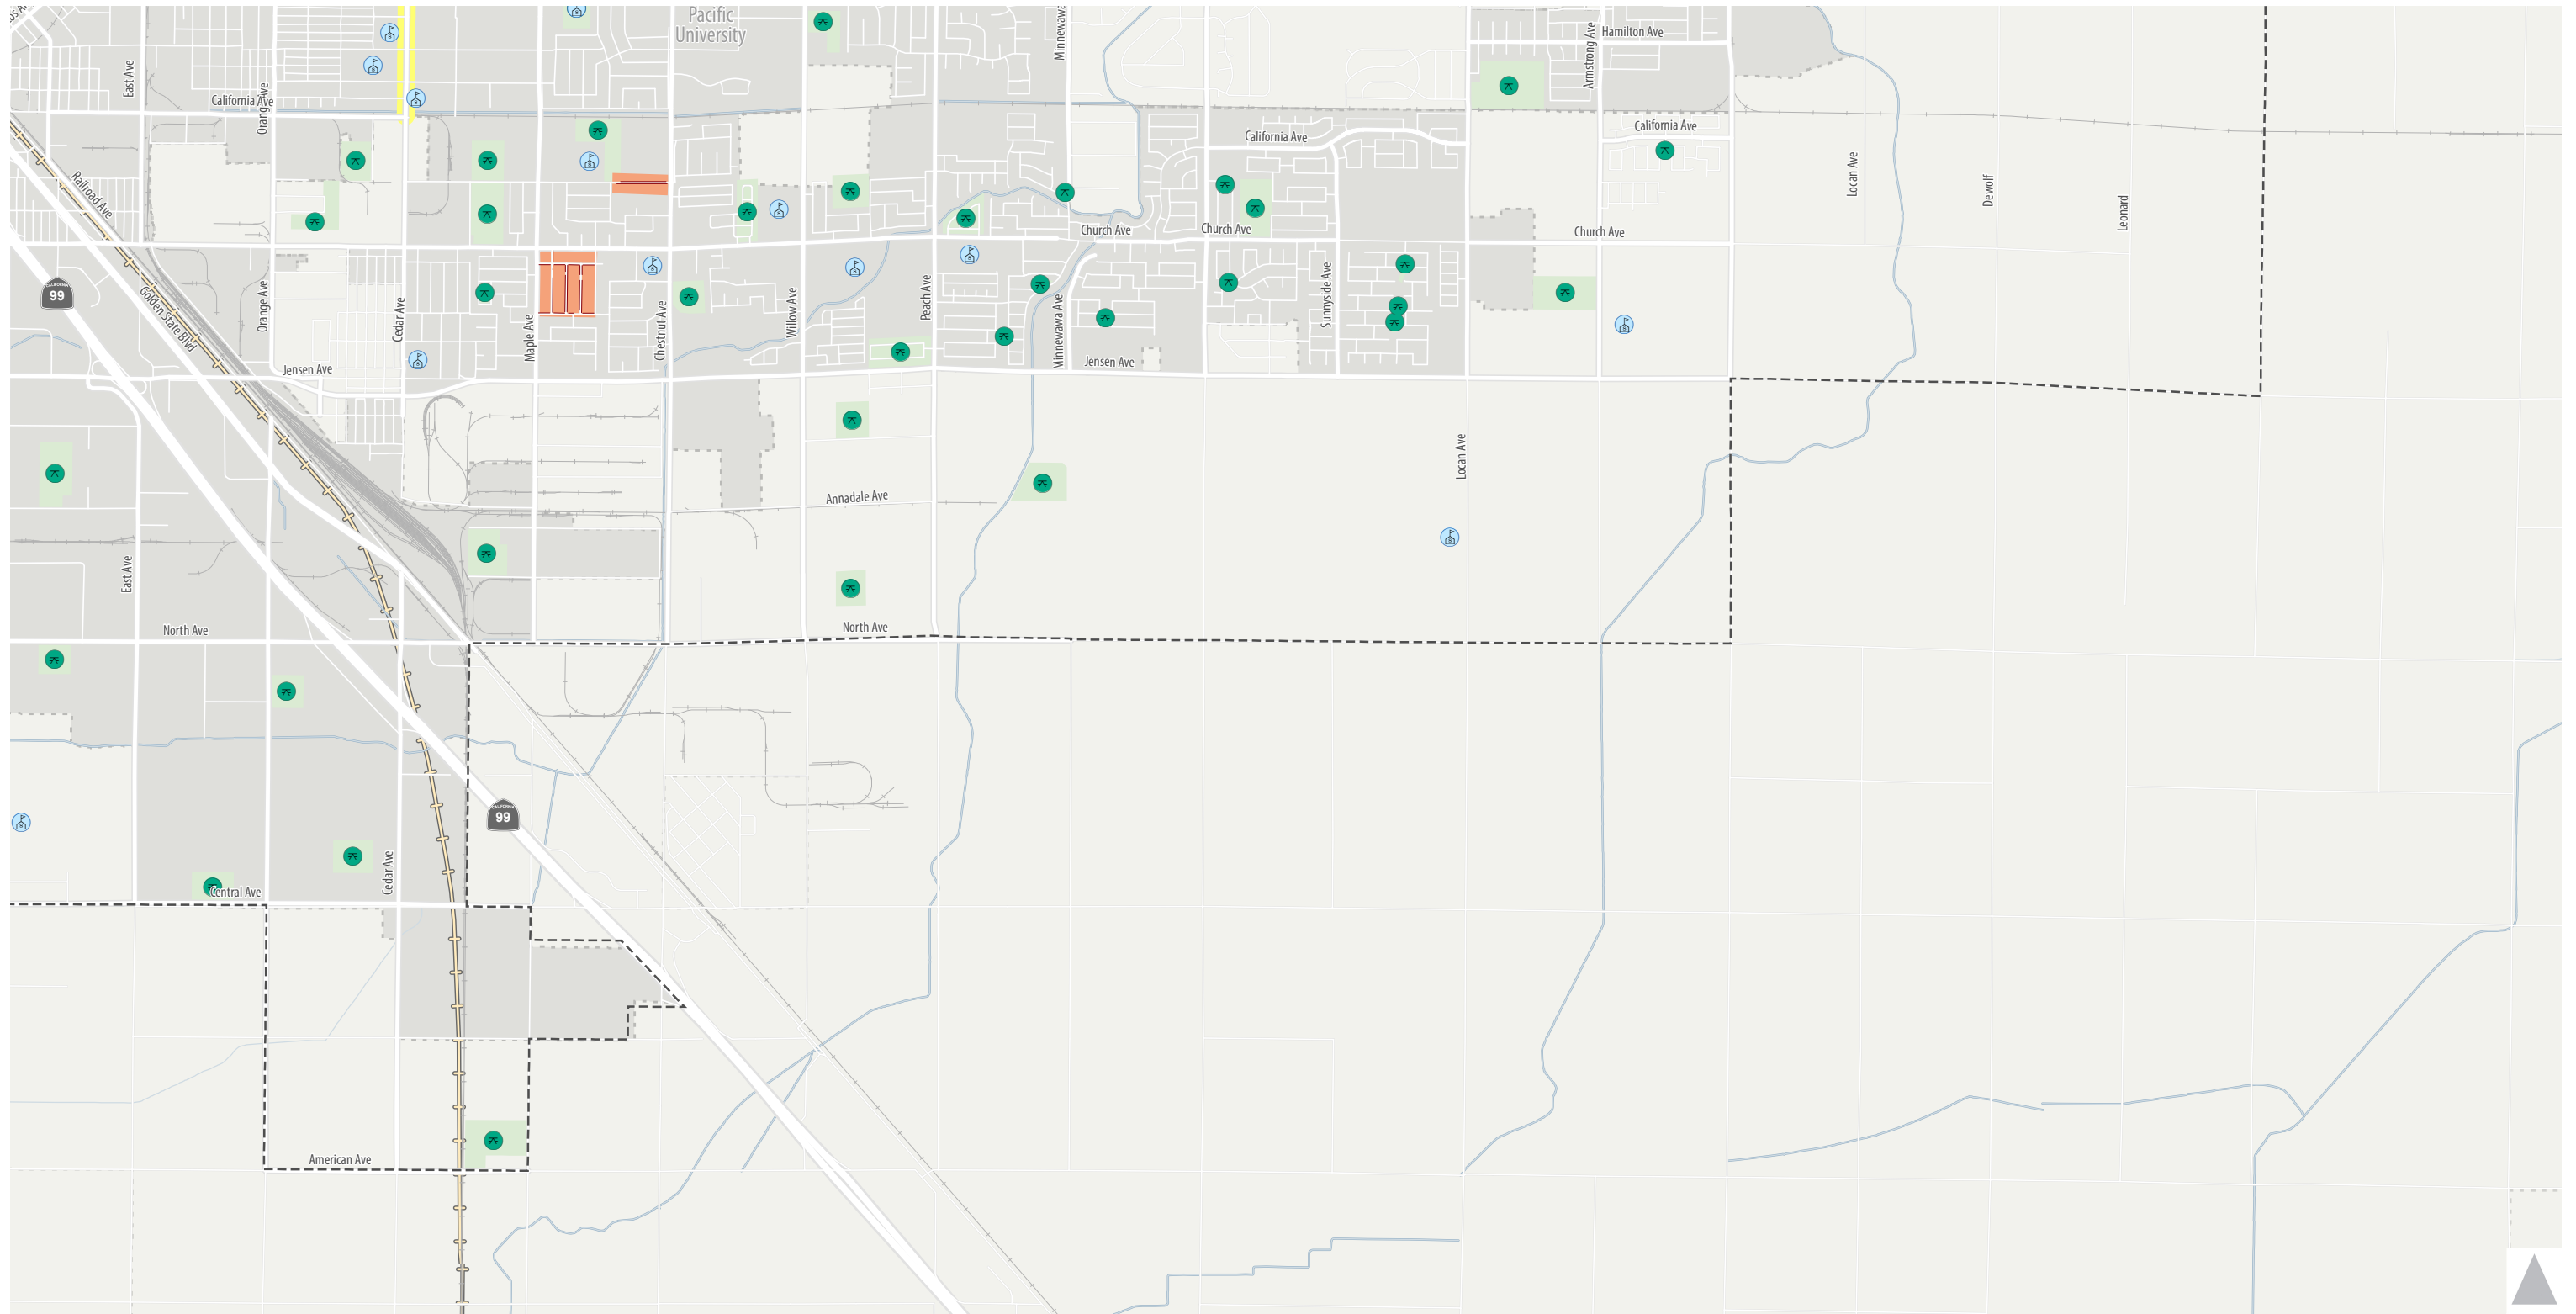 Pacific
University
Minnewawa
Hamilton Ave
Armstrong Ave
East Ave
California Ave
Orange Ave
California Ave
California Ave
Railroad Ave
Locan Ave
Dewolf
Leonard
Church Ave
Church Ave
Church Ave
CALIFORNIA
99
Golden State Blvd
Orange Ave
Cedar Ave
Maple Ave
Chestnut Ave
Willow Ave
Peach Ave
Minnewawa Ave
Sunnyside Ave
Jensen Ave
Jensen Ave
Locan Ave
Annadale Ave
East Ave
North Ave
North Ave
CALIFORNIA
99
Cedar Ave
Central Ave
American Ave